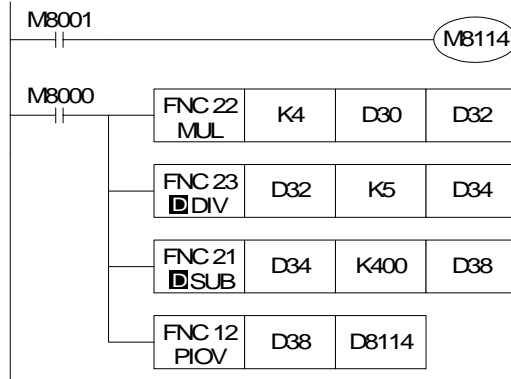 M8001
M8114
M8000
FNC 22
MUL K4 D30 D32
FNC 23
D DIV D32 K5 D34
FNC 21
D SUB D34 K400 D38
FNC 12
PIOV D38 D8114